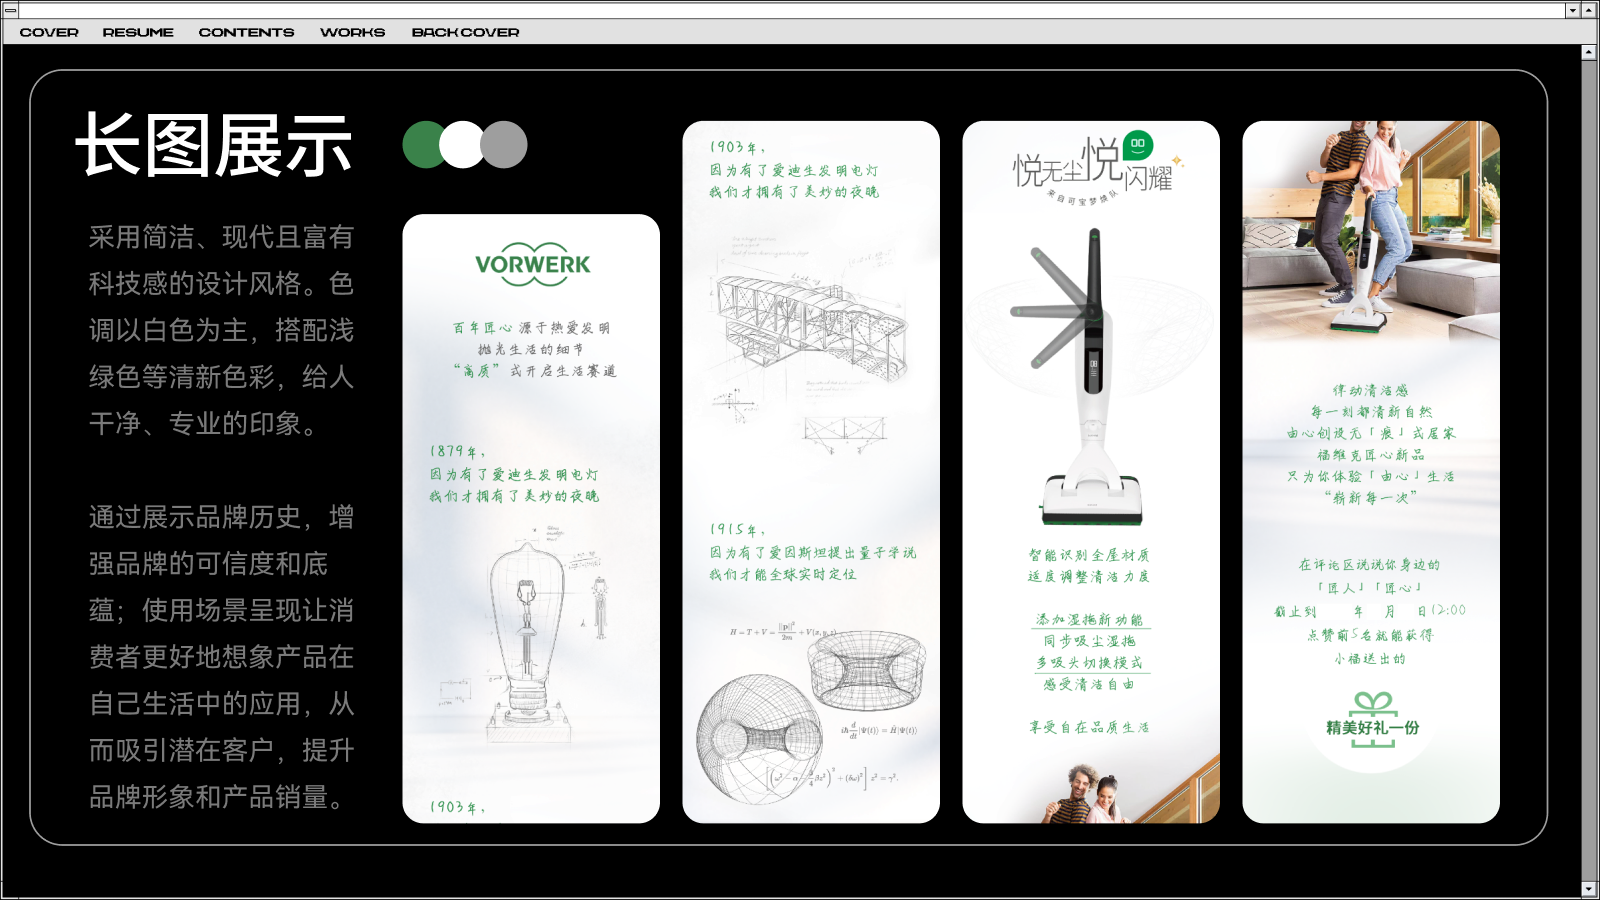 COVER RESUME CONTENTS WORKS BACK COVER
长图展示
采用简洁、现代且富有
科技感的设计风格。色
调以白色为主，搭配浅
绿色等清新色彩，给人
干净、专业的印象。
通过展示品牌历史，增
强品牌的可信度和底
蕴；使用场景呈现让消
费者更好地想象产品在
自己生活中的应用，从
而吸引潜在客户，提升
品牌形象和产品销量。
VORWERK
百年匠心 源于热爱发明
抛光生活的细节
“高质” 式开启生活赛道
1879年，
因为有了爱迪生发明电灯
我们才拥有了美妙的夜晚
1903年，
1903年，
因为有了爱迪生发明电灯
我们才拥有了美妙的夜晚
1915年，
因为有了爱因斯坦提出量子学说
我们才能全球实时定位
悦无尘悦闪耀
来自可宝梦焕队
08
智能识别全屋材质
适度调整清洁力度
添加湿拖新功能
同步吸尘湿拖
多吸头切换模式
感受清洁自由
享受自在品质生活
律动清洁感
每一刻都清新自然
由心创设无「痕」式居家
福维克匠心新品
只为你体验「由心」生活
“崭新每一次”
在评论区说说你身边的
「匠人」「匠心」
截止到 年 月 日12:00
点赞前5名就能获得
小福送出的
精美好礼一份